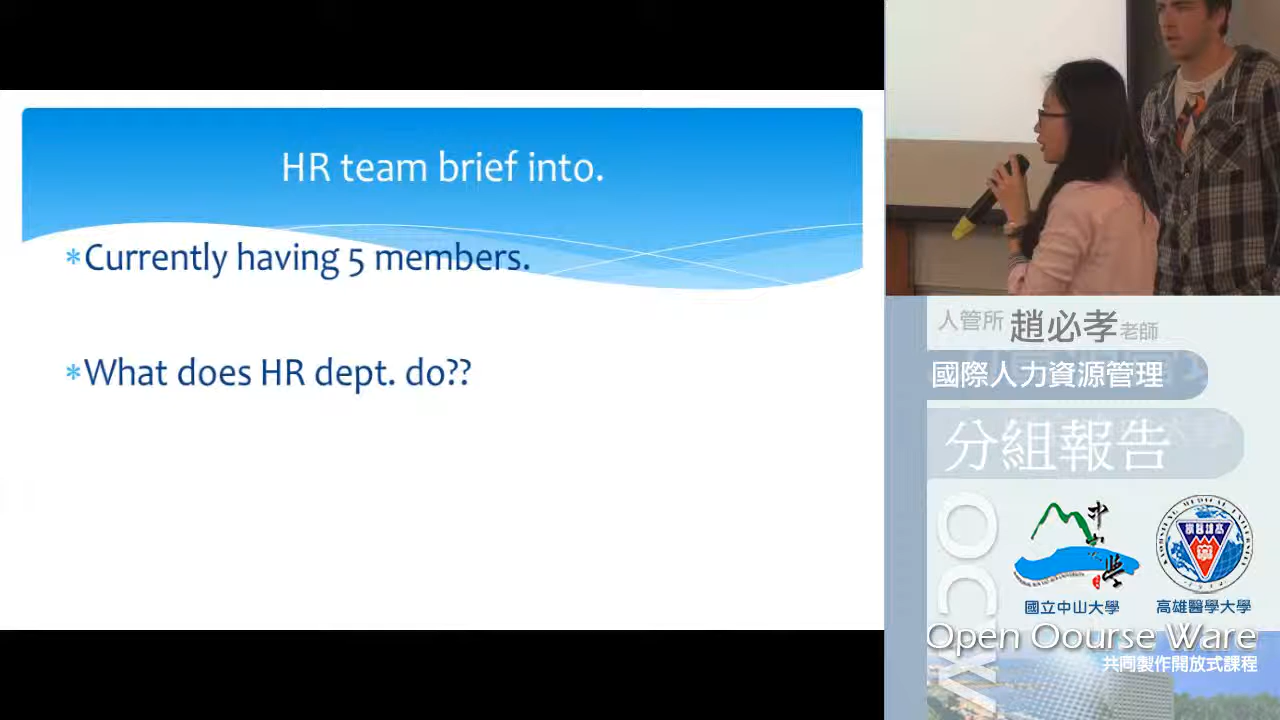 HR team brief into.
*Currently having 5 members.
*What does HR dept. do??
人管所 趙必孝老師
國際人力資源管理
分組報告
OCW
國立中山大學
高雄醫學大學
Open Oourse Ware
共同製作開放式課程